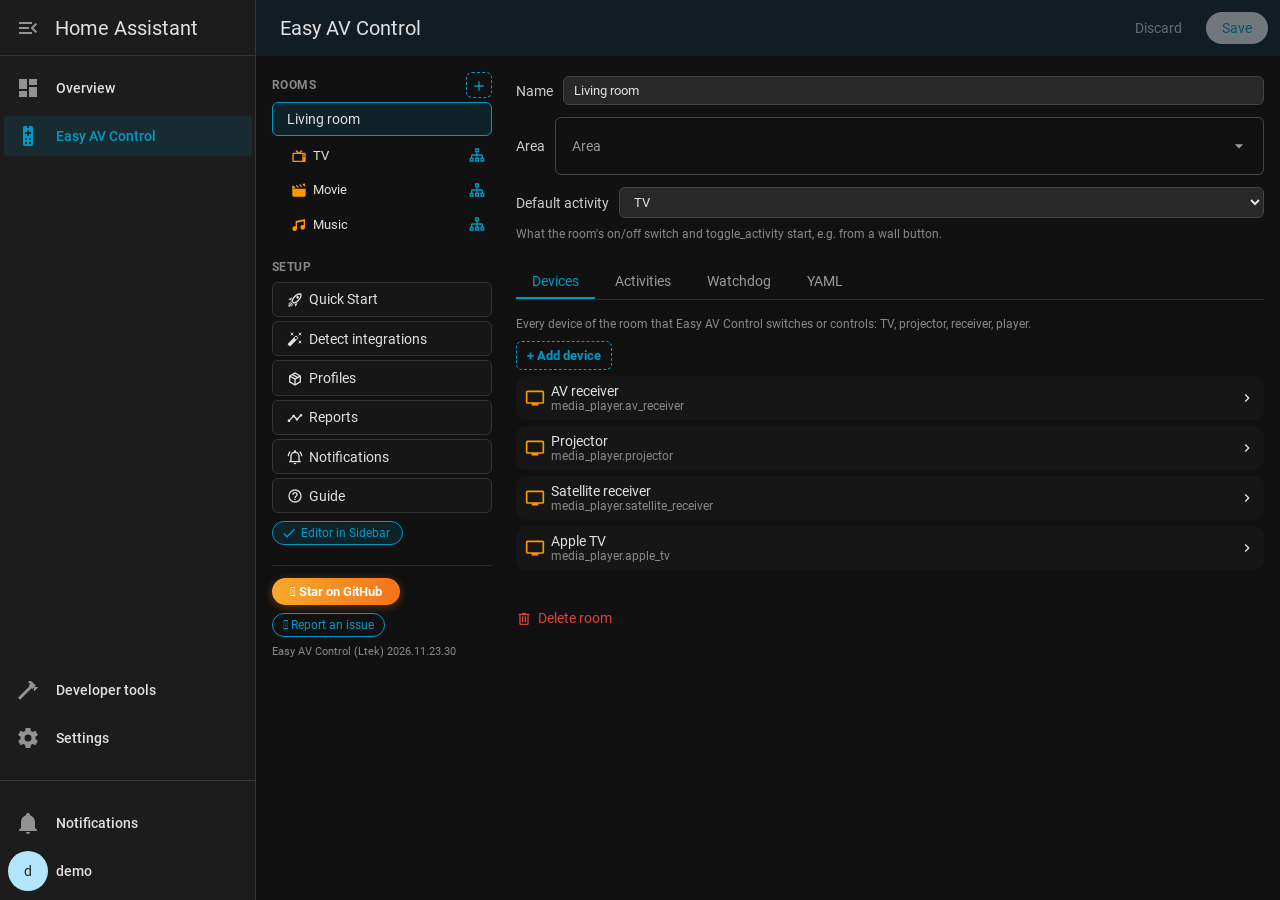 Home Assistant
Overview
Easy AV Control
Developer tools
Settings
Notifications
d
demo
Easy AV Control
Discard
Save
ROOMS
+
Living room
TV
Movie
Music
SETUP
Quick Start
Detect integrations
Profiles
Reports
Notifications
Guide
Editor in Sidebar
Star on GitHub
Report an issue
Easy AV Control (Ltek) 2026.11.23.30
Name
Living room
Area
Area
Default activity
TV
What the room's on/off switch and toggle_activity start, e.g. from a wall button.
Devices
Activities
Watchdog
YAML
Every device of the room that Easy AV Control switches or controls: TV, projector, receiver, player.
+ Add device
AV receiver
media_player.av_receiver
Projector
media_player.projector
Satellite receiver
media_player.satellite_receiver
Apple TV
media_player.apple_tv
Delete room